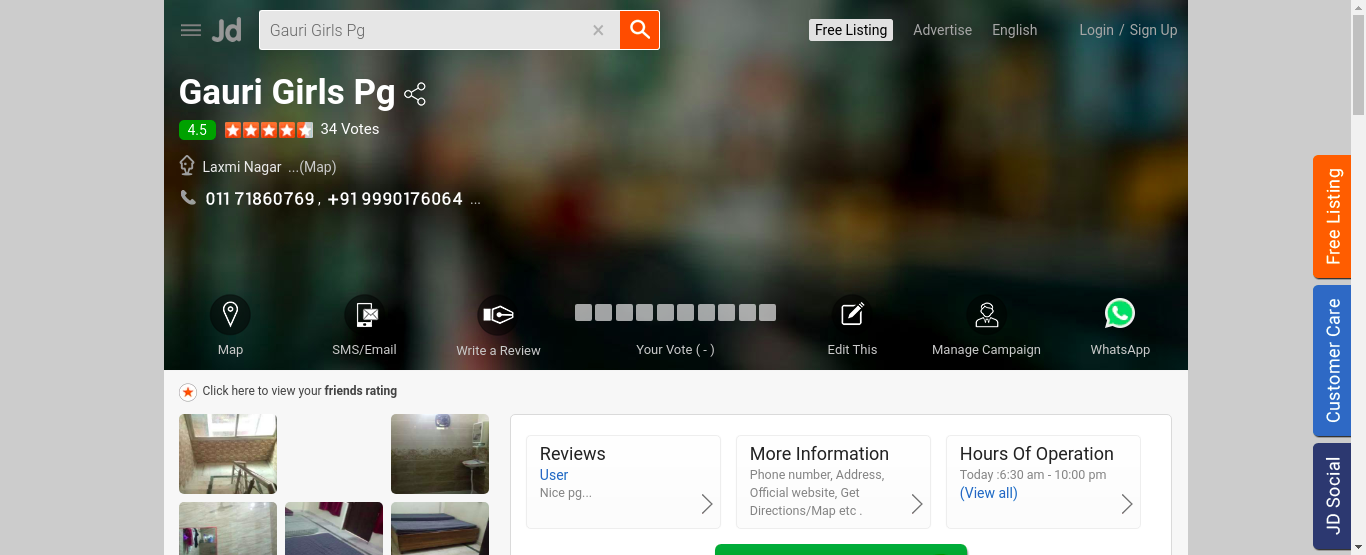 Jd
Gauri Girls Pg
Free Listing
Advertise
English
Login / Sign Up
Gauri Girls Pg
4.5
34 Votes
Laxmi Nagar ...(Map)
011 71860769 , +91 9990176064 ...
Map
SMS/Email
Write a Review
Your Vote ( - )
Edit This
Manage Campaign
WhatsApp
Click here to view your friends rating
Reviews
User
Nice pg...
More Information
Phone number, Address,
Official website, Get
Directions/Map etc .
Hours Of Operation
Today :6:30 am - 10:00 pm
(View all)
Free Listing
Customer Care
JD Social